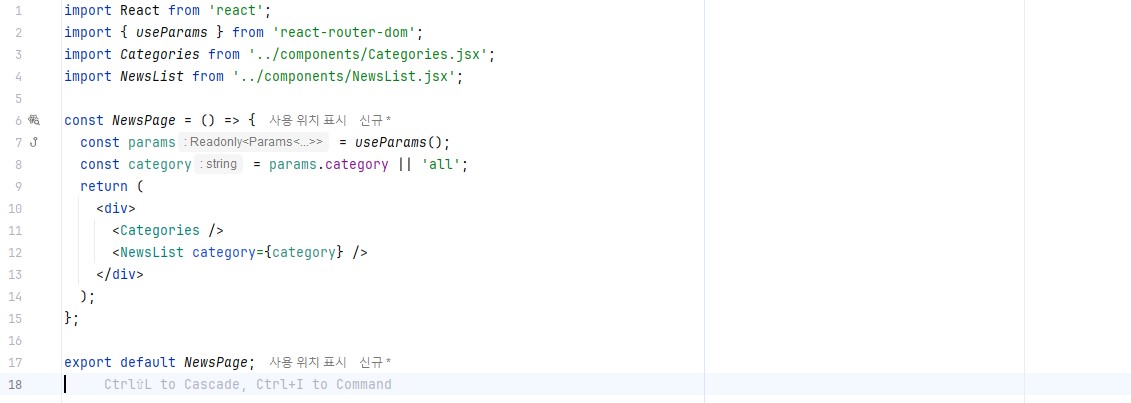 1 import React from 'react';
2 import { useParams } from 'react-router-dom';
3 import Categories from '../components/Categories.jsx';
4 import NewsList from '../components/NewsList.jsx';
5
6 const NewsPage = () => { 사용 위치 표시 신규 *
7 const params : Readonly<Params<...>> = useParams();
8 const category : string = params.category || 'all';
9 return (
10 <div>
11 <Categories />
12 <NewsList category={category} />
13 </div>
14 );
15 };
16
17 export default NewsPage; 사용 위치 표시 신규 *
18 Ctrl⇧L to Cascade, Ctrl+I to Command